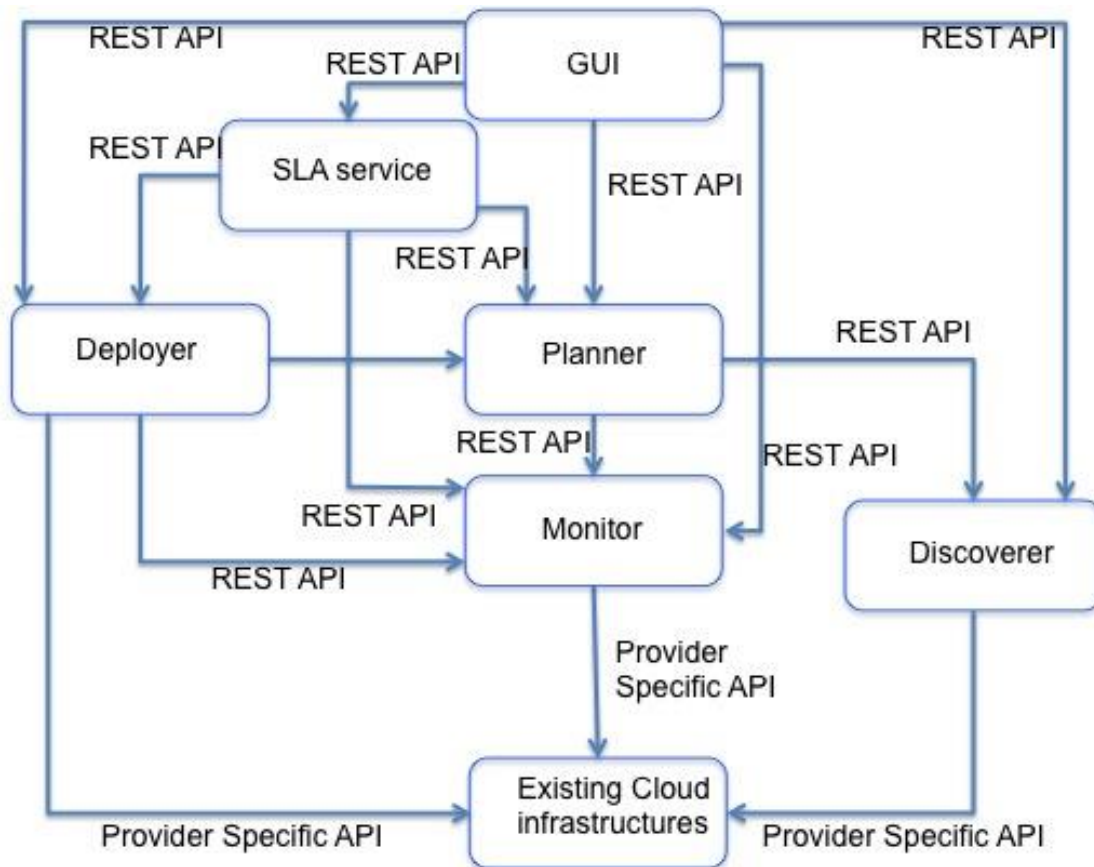 REST API
REST API
REST API
GUI
REST API
SLA service
REST API
REST API
Deployer
Planner
REST API
REST API
REST API
REST API
Monitor
Discoverer
REST API
Provider
Specific API
Existing Cloud
infrastructures
Provider Specific API
Provider Specific API